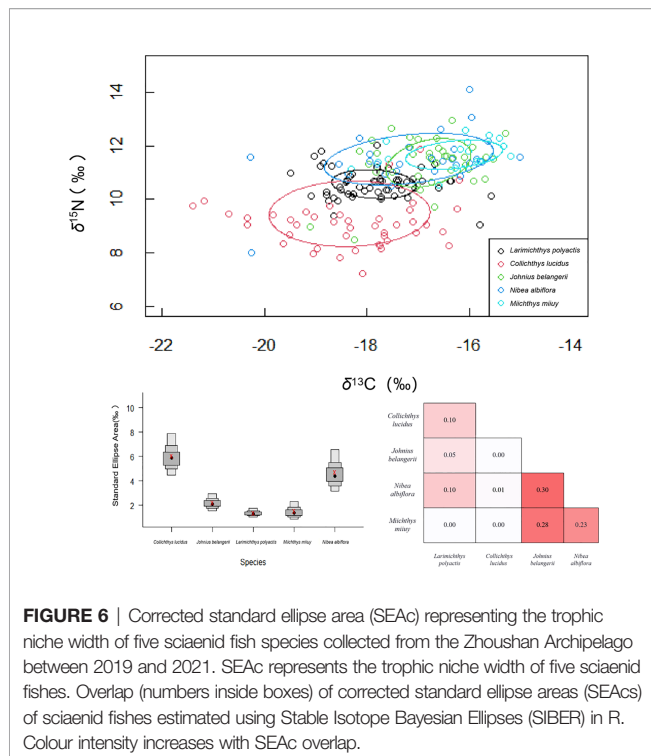 14
12
10
8
6
δ15N (‰)
Larimichthys polyactis
Collichthys lucidus
Johnius belangerii
Nibea albiflora
Miichthys miiuy
-22
-20
-18
-16
-14
δ13C (‰)
Standard Ellipse Area(‰)
10
8
6
4
2
Collichthys lucidus
Johnius belangerii
Larimichthys polyactis
Miichthys miiuy
Nibea albiflora
Species
Collichthys
lucidus
0.10
Johnius
belangerii
0.05
0.00
Nibea
albiflora
0.10
0.01
0.30
Miichthys
miiuy
0.00
0.00
0.28
0.23
Larimichthys
polyactis
Collichthys
lucidus
Johnius
belangerii
Nibea
albiflora
FIGURE 6 | Corrected standard ellipse area (SEAc) representing the trophic
niche width of five sciaenid fish species collected from the Zhoushan Archipelago
between 2019 and 2021. SEAc represents the trophic niche width of five sciaenid
fishes. Overlap (numbers inside boxes) of corrected standard ellipse areas (SEAcs)
of sciaenid fishes estimated using Stable Isotope Bayesian Ellipses (SIBER) in R.
Colour intensity increases with SEAc overlap.